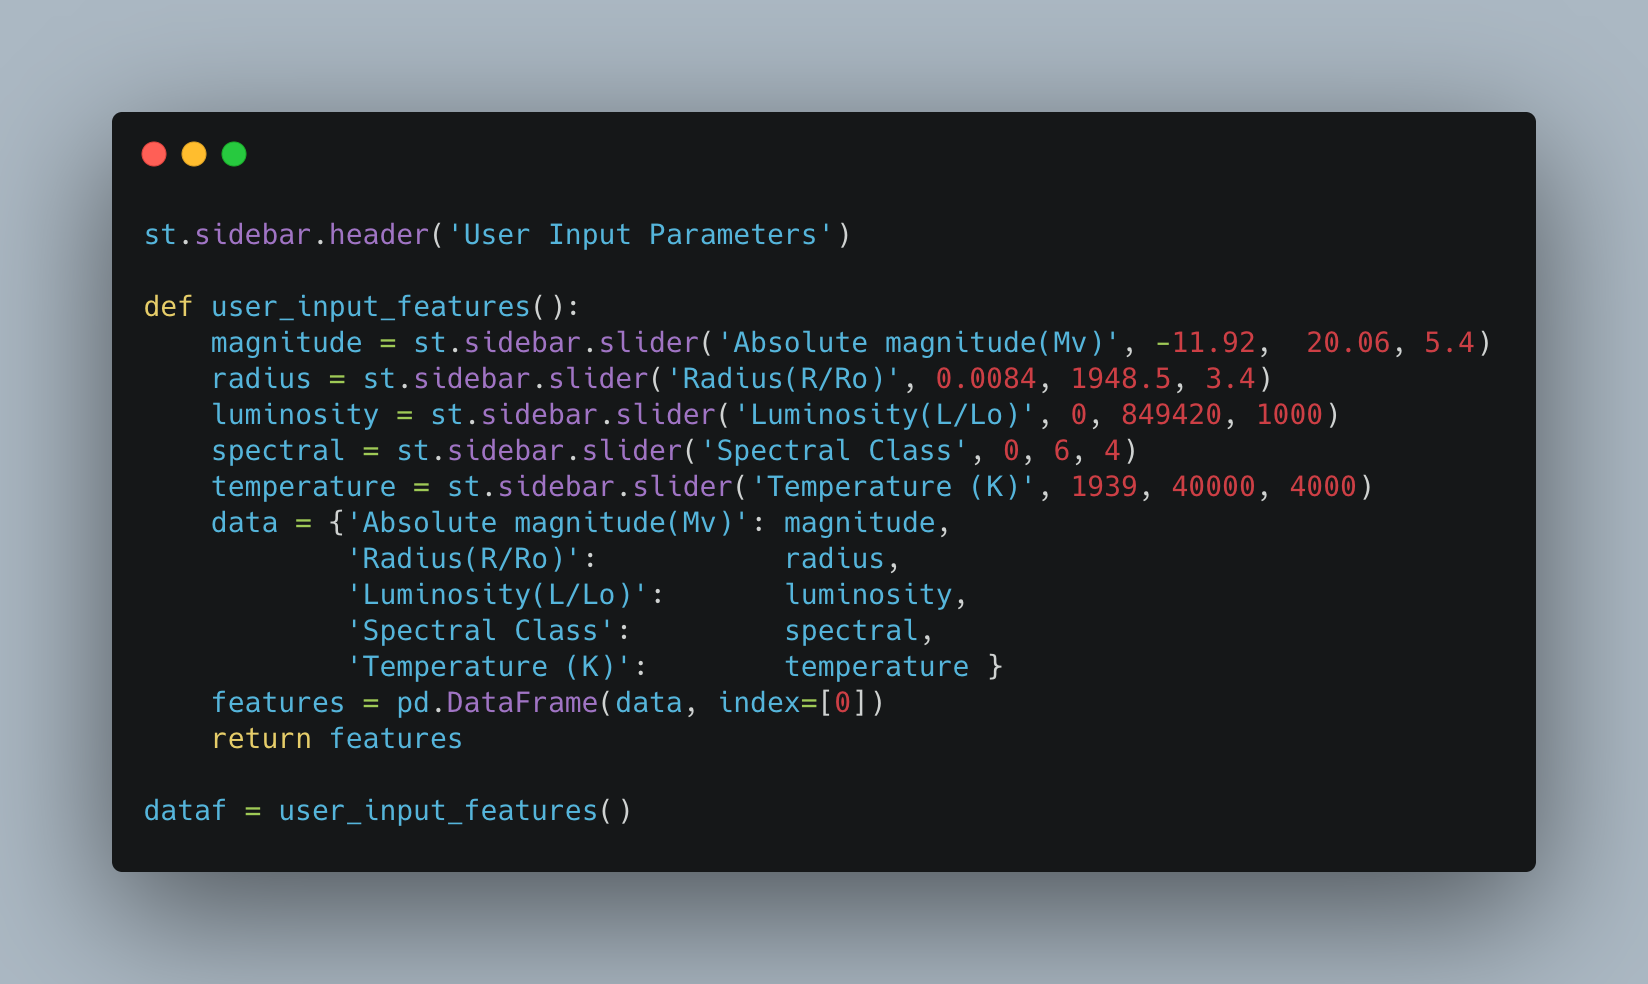 st.sidebar.header('User Input Parameters')
def user_input_features():
    magnitude = st.sidebar.slider('Absolute magnitude(Mv)', -11.92,  20.06, 5.4)
    radius = st.sidebar.slider('Radius(R/Ro)', 0.0084, 1948.5, 3.4)
    luminosity = st.sidebar.slider('Luminosity(L/Lo)', 0, 849420, 1000)
    spectral = st.sidebar.slider('Spectral Class', 0, 6, 4)
    temperature = st.sidebar.slider('Temperature (K)', 1939, 40000, 4000)
    data = {'Absolute magnitude(Mv)': magnitude,
            'Radius(R/Ro)':           radius,
            'Luminosity(L/Lo)':       luminosity,
            'Spectral Class':         spectral,
            'Temperature (K)':        temperature }
    features = pd.DataFrame(data, index=[0])
    return features
dataf = user_input_features()